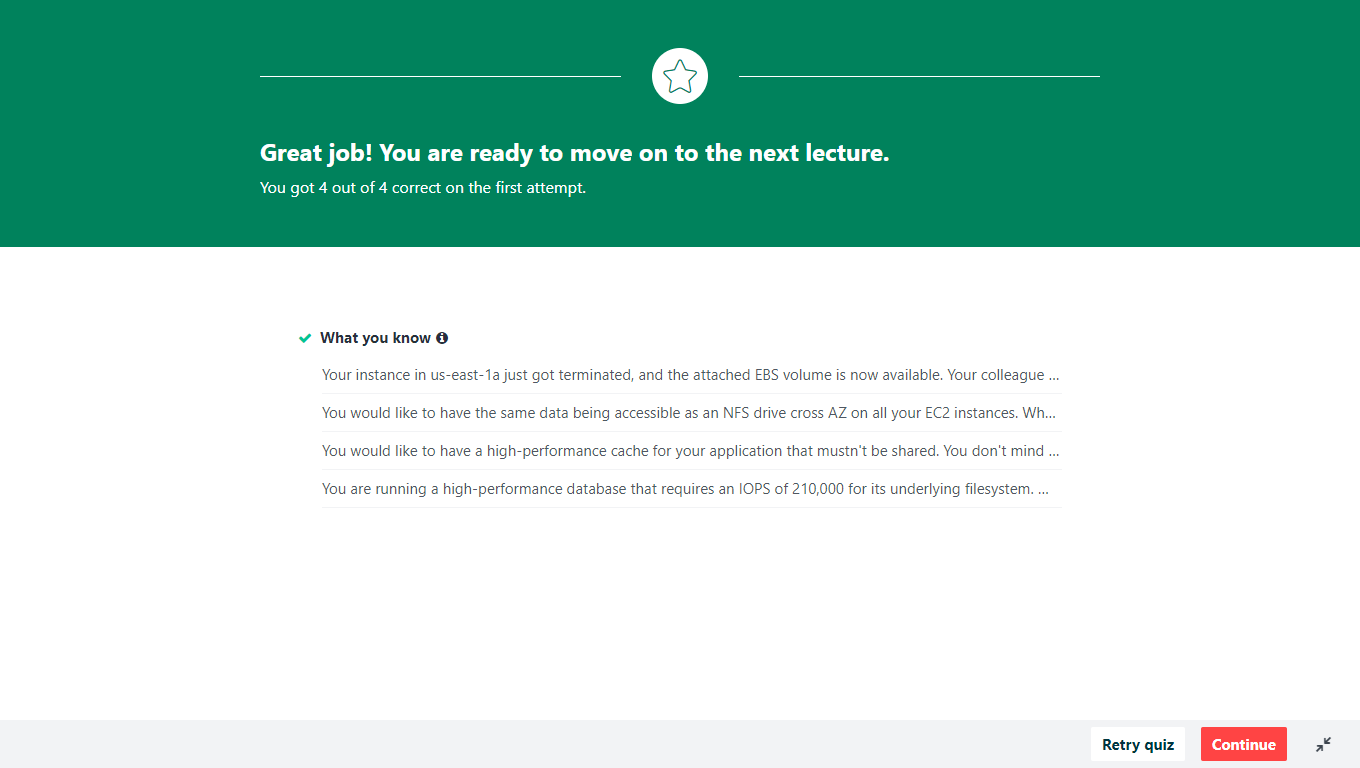 Great job! You are ready to move on to the next lecture.
You got 4 out of 4 correct on the first attempt.
What you know
Your instance in us-east-1a just got terminated, and the attached EBS volume is now available. Your colleague ...
You would like to have the same data being accessible as an NFS drive cross AZ on all your EC2 instances. Wh...
You would like to have a high-performance cache for your application that mustn't be shared. You don't mind ...
You are running a high-performance database that requires an IOPS of 210,000 for its underlying filesystem. ...
Retry quiz
Continue